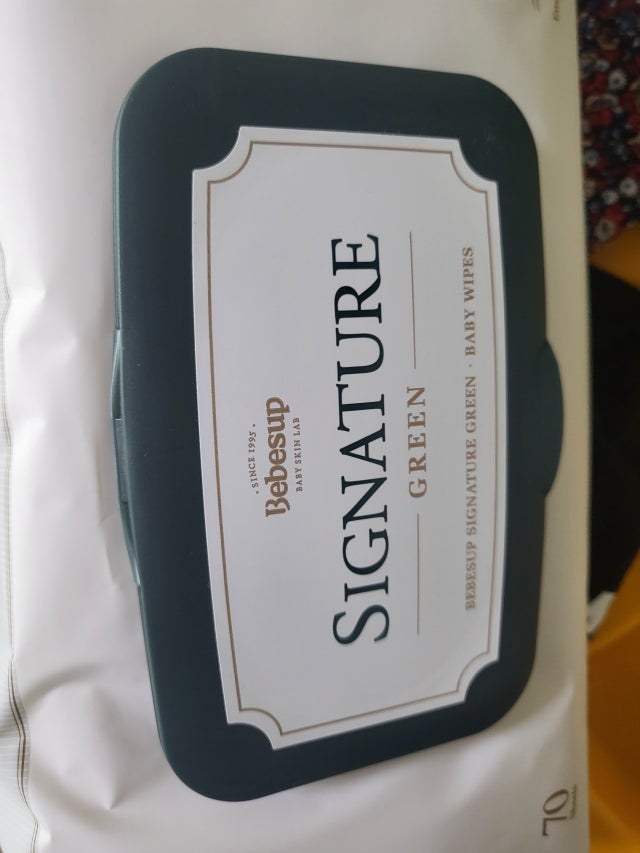 · SINCE 1995 ·
Bebesup
BABY SKIN LAB
SIGNATURE
GREEN
BEBESUP SIGNATURE GREEN · BABY WIPES
70